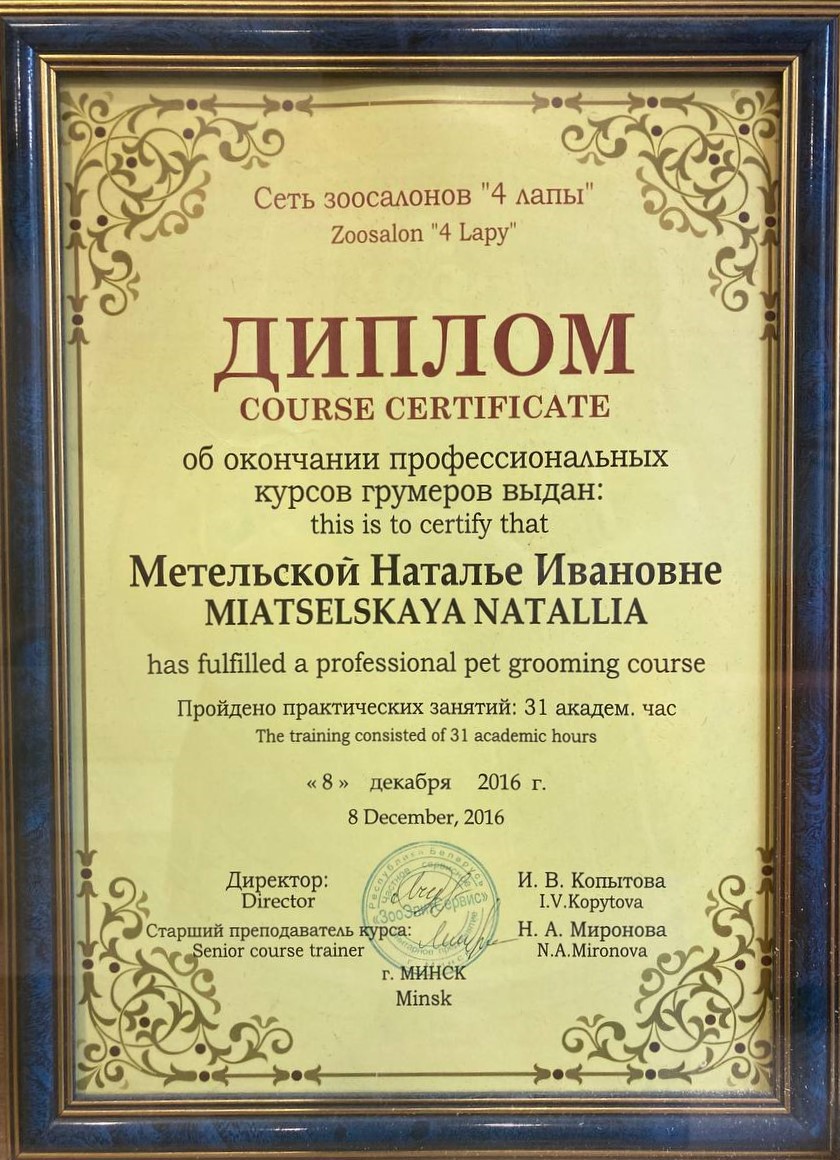 Сеть зоосалонов "4 лапы"
Zoosalon "4 Lapy"
ДИПЛОМ
COURSE CERTIFICATE
об окончании профессиональных
курсов грумеров выдан:
this is to certify that
Метельской Наталье Ивановне
MIATSELSKAYA NATALLIA
has fulfilled a professional pet grooming course
Пройдено практических занятий: 31 академ. час
The training consisted of 31 academic hours
« 8 » декабря 2016 г.
8 December, 2016
Республика Беларусь
Частное сервисное
Директор: И. В. Копытова
Director I.V.Kopytova
Старший преподаватель курса: Н. А. Миронова
Senior course trainer N.A.Mironova
г. МИНСК
Minsk